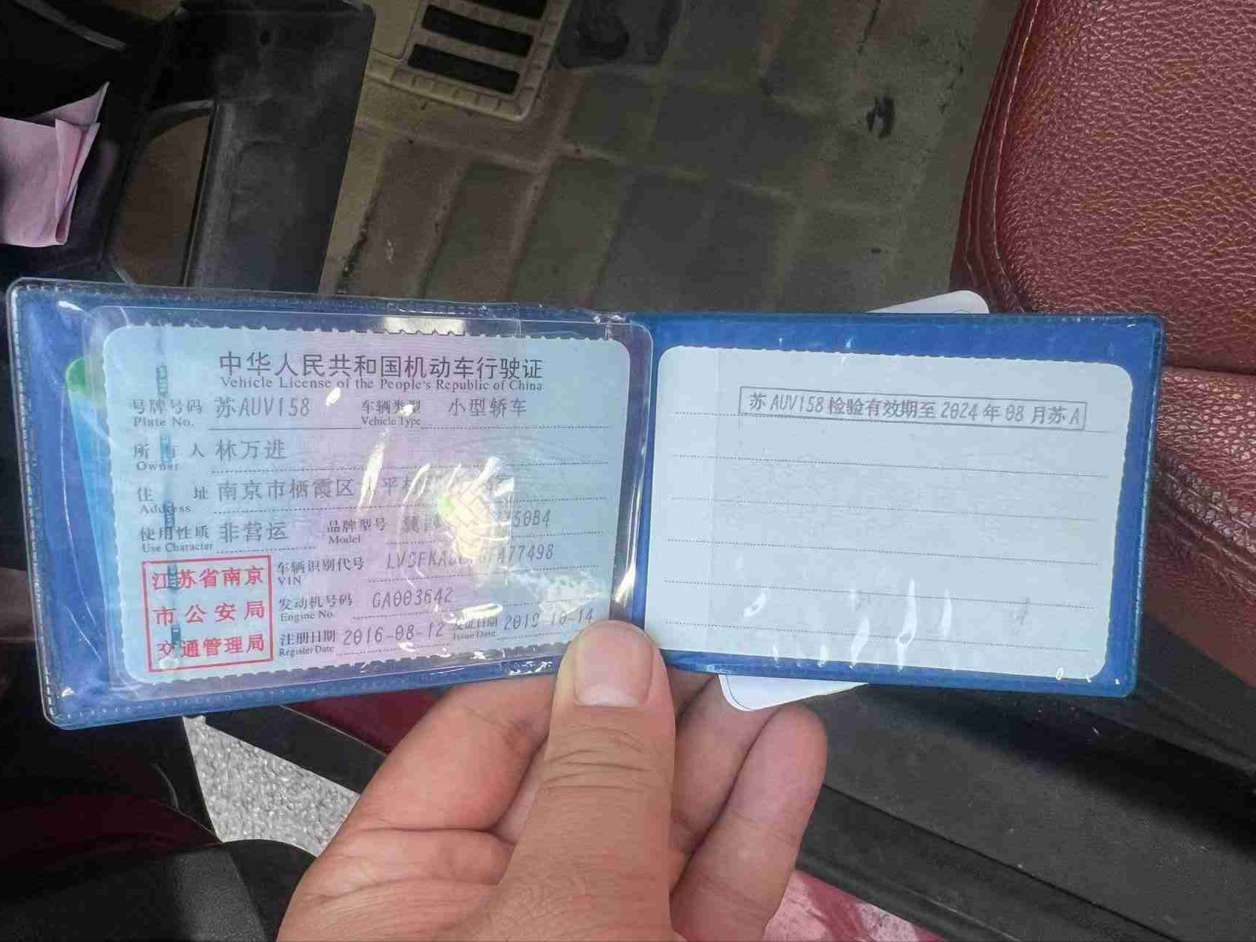 中华人民共和国机动车行驶证
Vehicle License of the People's Republic of China
号牌号码 苏AUV158 车辆类型 小型轿车
Plate No. Vehicle Type
所有人 林万进
Owner
住址 南京市栖霞区
Address
使用性质 非营运 品牌型号
Use Character Model
车辆识别代号
VIN
发动机号码 GA003642
Engine No.
注册日期 2016-08-12 发证日期
Register Date Issue Date
江苏省南京
市公安局
交通管理局
苏AUV158检验有效期至2024年08月苏A